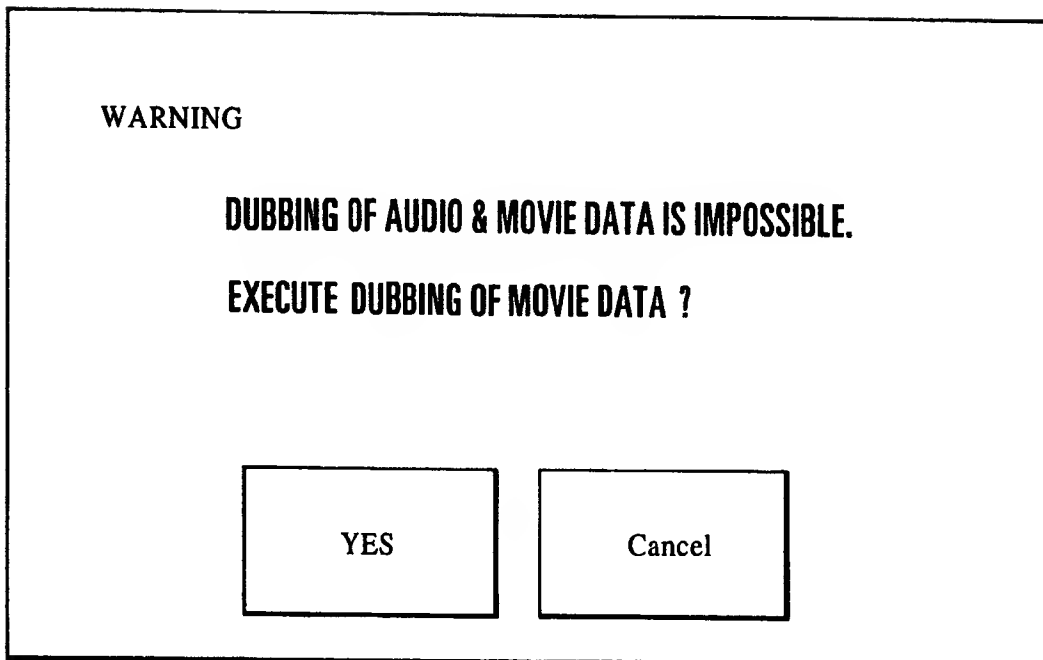 WARNING
DUBBING OF AUDIO & MOVIE DATA IS IMPOSSIBLE.
EXECUTE DUBBING OF MOVIE DATA ?
YES
Cancel